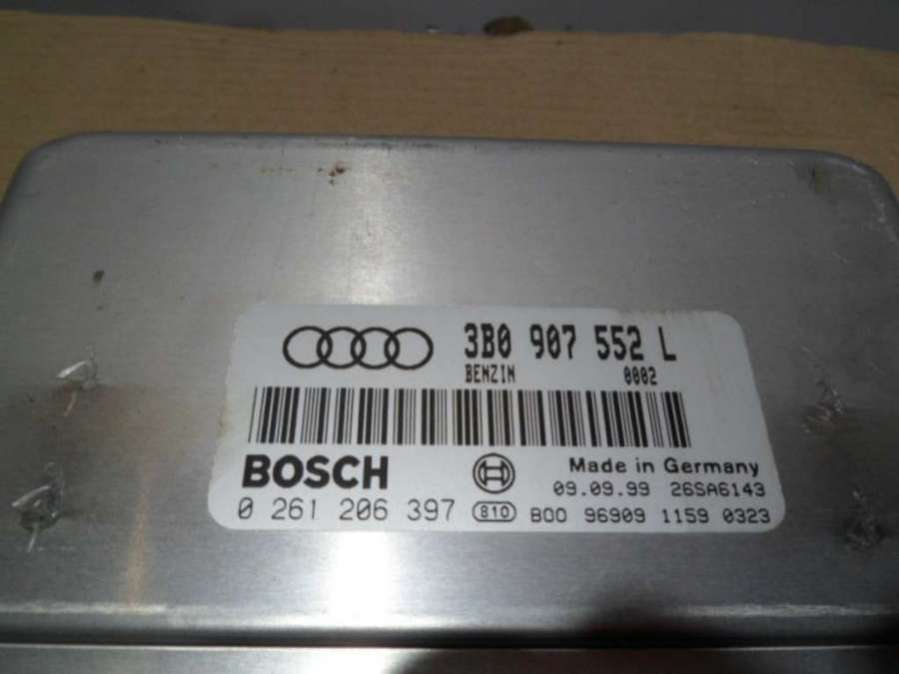 3B0 907 552 L
BENZIN 0002
BOSCH
Made in Germany
09.09.99 26SA6143
0 261 206 397 810 B00 96909 1159 0323